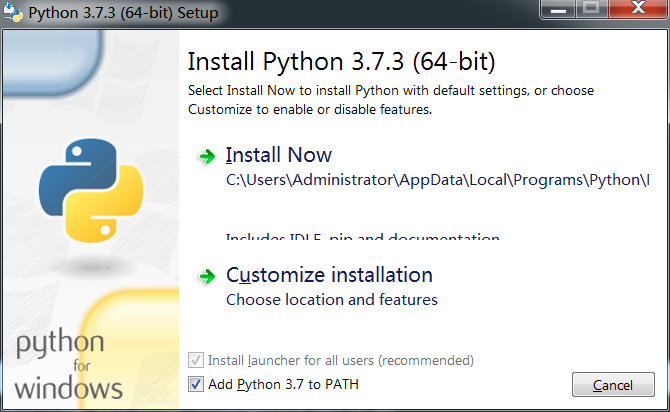 Python 3.7.3 (64-bit) Setup
Install Python 3.7.3 (64-bit)
Select Install Now to install Python with default settings, or choose
Customize to enable or disable features.
Install Now
C:\Users\Administrator\AppData\Local\Programs\Python\
Includes IDLE, pip and documentation
Customize installation
Choose location and features
Install launcher for all users (recommended)
Add Python 3.7 to PATH
Cancel
python
for
windows